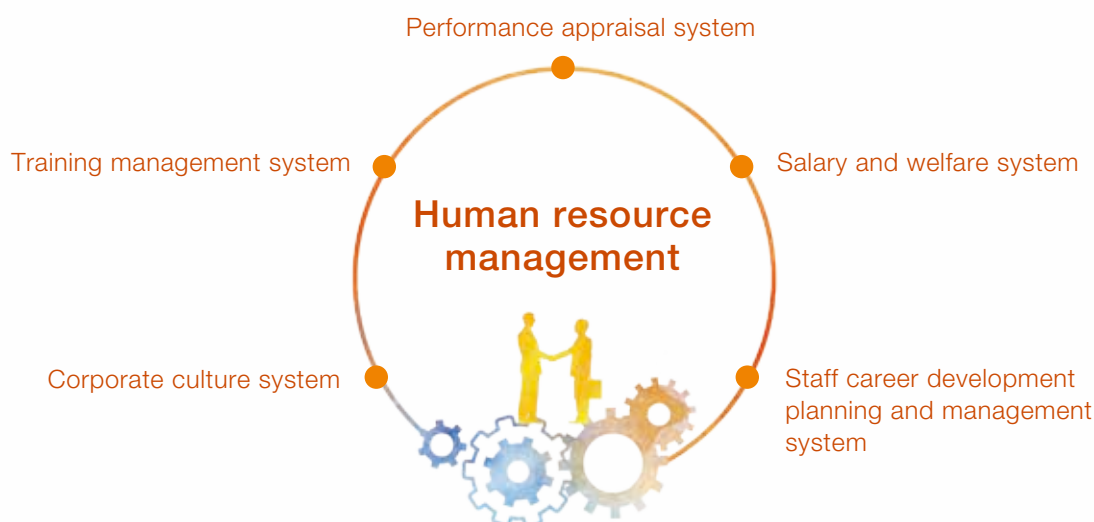 Performance appraisal system
Training management system
Salary and welfare system
Human resource
management
Corporate culture system
Staff career development
planning and management
system